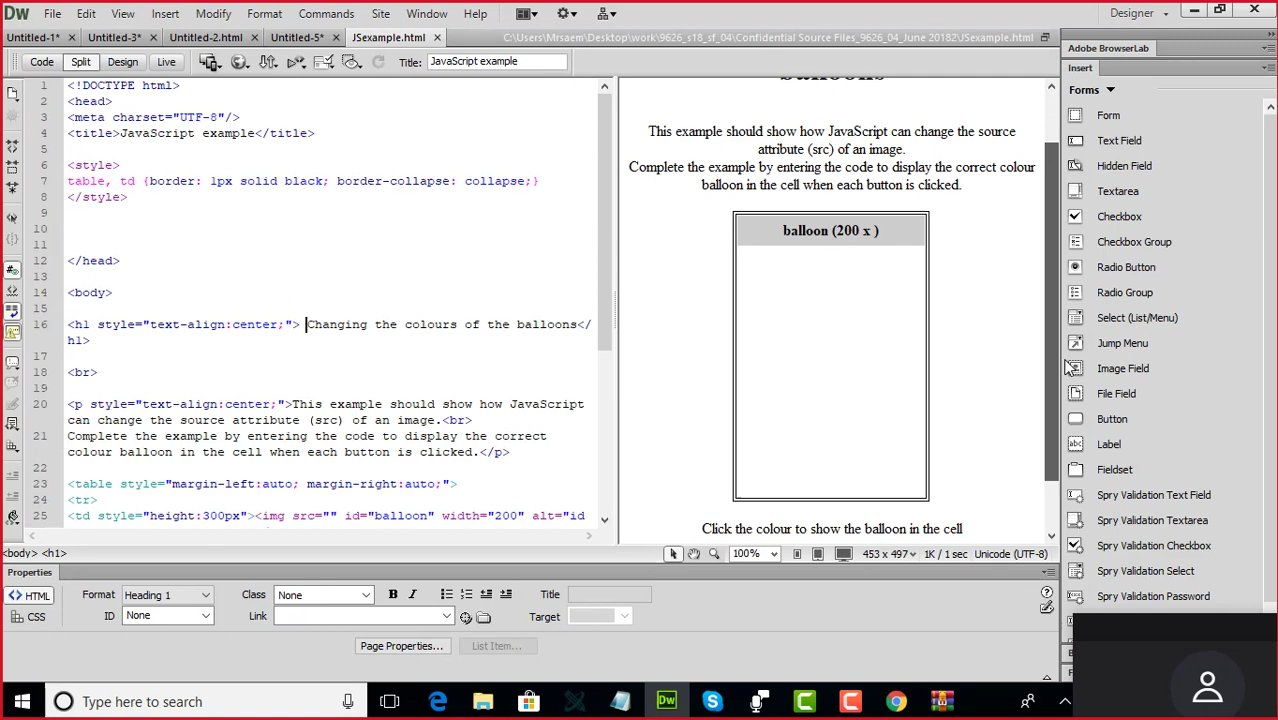 Dw File Edit View Insert Modify Format Commands Site Window Help Designer
Untitled-1* Untitled-3* Untitled-2.html Untitled-5* JSexample.html C:\Users\Mrsaem\Desktop\work\9626_s18_sf_04\Confidential Source Files_9626_04_June 20182\JSexample.html
Code Split Design Live Title: JavaScript example
1 <!DOCTYPE html>
2 <head>
3 <meta charset="UTF-8"/>
4 <title>JavaScript example</title>
5
6 <style>
7 table, td {border: 1px solid black; border-collapse: collapse;}
8 </style>
9
10
11
12 </head>
13
14 <body>
15
16 <h1 style="text-align:center;"> Changing the colours of the balloons</
h1>
17
18 <br>
19
20 <p style="text-align:center;">This example should show how JavaScript
can change the source attribute (src) of an image.<br>
21 Complete the example by entering the code to display the correct
colour balloon in the cell when each button is clicked.</p>
22
23 <table style="margin-left:auto; margin-right:auto;">
24 <tr>
25 <td style="height:300px"><img src="" id="balloon" width="200" alt="id
balloons
This example should show how JavaScript can change the source
attribute (src) of an image.
Complete the example by entering the code to display the correct colour
balloon in the cell when each button is clicked.
balloon (200 x )
Click the colour to show the balloon in the cell
<body> <h1> 100% 453 x 497 1K / 1 sec Unicode (UTF-8)
Adobe BrowserLab
Insert
Forms
Form
Text Field
Hidden Field
Textarea
Checkbox
Checkbox Group
Radio Button
Radio Group
Select (List/Menu)
Jump Menu
Image Field
File Field
Button
abc Label
Fieldset
Spry Validation Text Field
Spry Validation Textarea
Spry Validation Checkbox
Spry Validation Select
Spry Validation Password
Properties
<> HTML Format Heading 1 Class None B I Title
CSS ID None Link Target
Page Properties... List Item...
Type here to search Dw